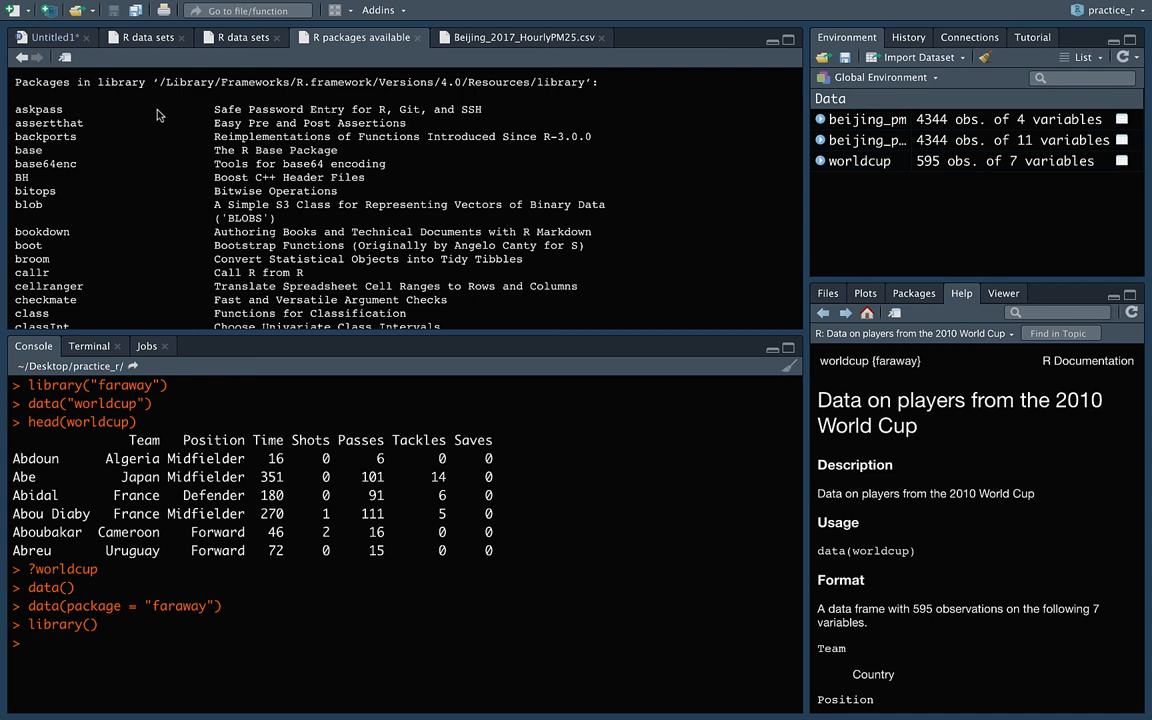 Go to file/function
Addins
practice_r
Untitled1*
R data sets
R data sets
R packages available
Beijing_2017_HourlyPM25.csv
Packages in library ‘/Library/Frameworks/R.framework/Versions/4.0/Resources/library’:
askpass Safe Password Entry for R, Git, and SSH
assertthat Easy Pre and Post Assertions
backports Reimplementations of Functions Introduced Since R-3.0.0
base The R Base Package
base64enc Tools for base64 encoding
BH Boost C++ Header Files
bitops Bitwise Operations
blob A Simple S3 Class for Representing Vectors of Binary Data
('BLOBS')
bookdown Authoring Books and Technical Documents with R Markdown
boot Bootstrap Functions (Originally by Angelo Canty for S)
broom Convert Statistical Objects into Tidy Tibbles
callr Call R from R
cellranger Translate Spreadsheet Cell Ranges to Rows and Columns
checkmate Fast and Versatile Argument Checks
class Functions for Classification
classInt Choose Univariate Class Intervals
Console Terminal Jobs
~/Desktop/practice_r/
> library("faraway")
> data("worldcup")
> head(worldcup)
Team Position Time Shots Passes Tackles Saves
Abdoun Algeria Midfielder 16 0 6 0 0
Abe Japan Midfielder 351 0 101 14 0
Abidal France Defender 180 0 91 6 0
Abou Diaby France Midfielder 270 1 111 5 0
Aboubakar Cameroon Forward 46 2 16 0 0
Abreu Uruguay Forward 72 0 15 0 0
> ?worldcup
> data()
> data(package = "faraway")
> library()
>
Environment History Connections Tutorial
Import Dataset
List
Global Environment
Data
beijing_pm 4344 obs. of 4 variables
beijing_p… 4344 obs. of 11 variables
worldcup 595 obs. of 7 variables
Files Plots Packages Help Viewer
R: Data on players from the 2010 World Cup
Find in Topic
worldcup {faraway} R Documentation
Data on players from the 2010
World Cup
Description
Data on players from the 2010 World Cup
Usage
data(worldcup)
Format
A data frame with 595 observations on the following 7
variables.
Team
Country
Position